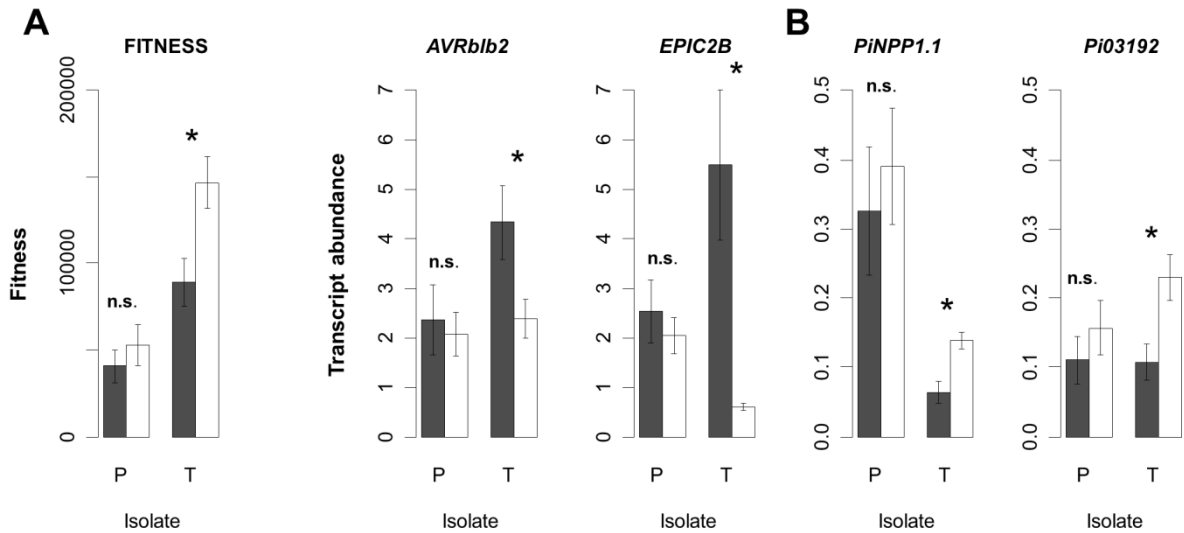 A
B
FITNESS
AVRblb2
EPIC2B
PiNPP1.1
Pi03192
Fitness
0
100000
200000
n.s.
*
P
T
Isolate
Transcript abundance
0
1
2
3
4
5
6
7
n.s.
*
P
T
Isolate
0
1
2
3
4
5
6
7
n.s.
*
P
T
Isolate
0.0
0.1
0.2
0.3
0.4
0.5
n.s.
*
P
T
Isolate
0.0
0.1
0.2
0.3
0.4
0.5
n.s.
*
P
T
Isolate